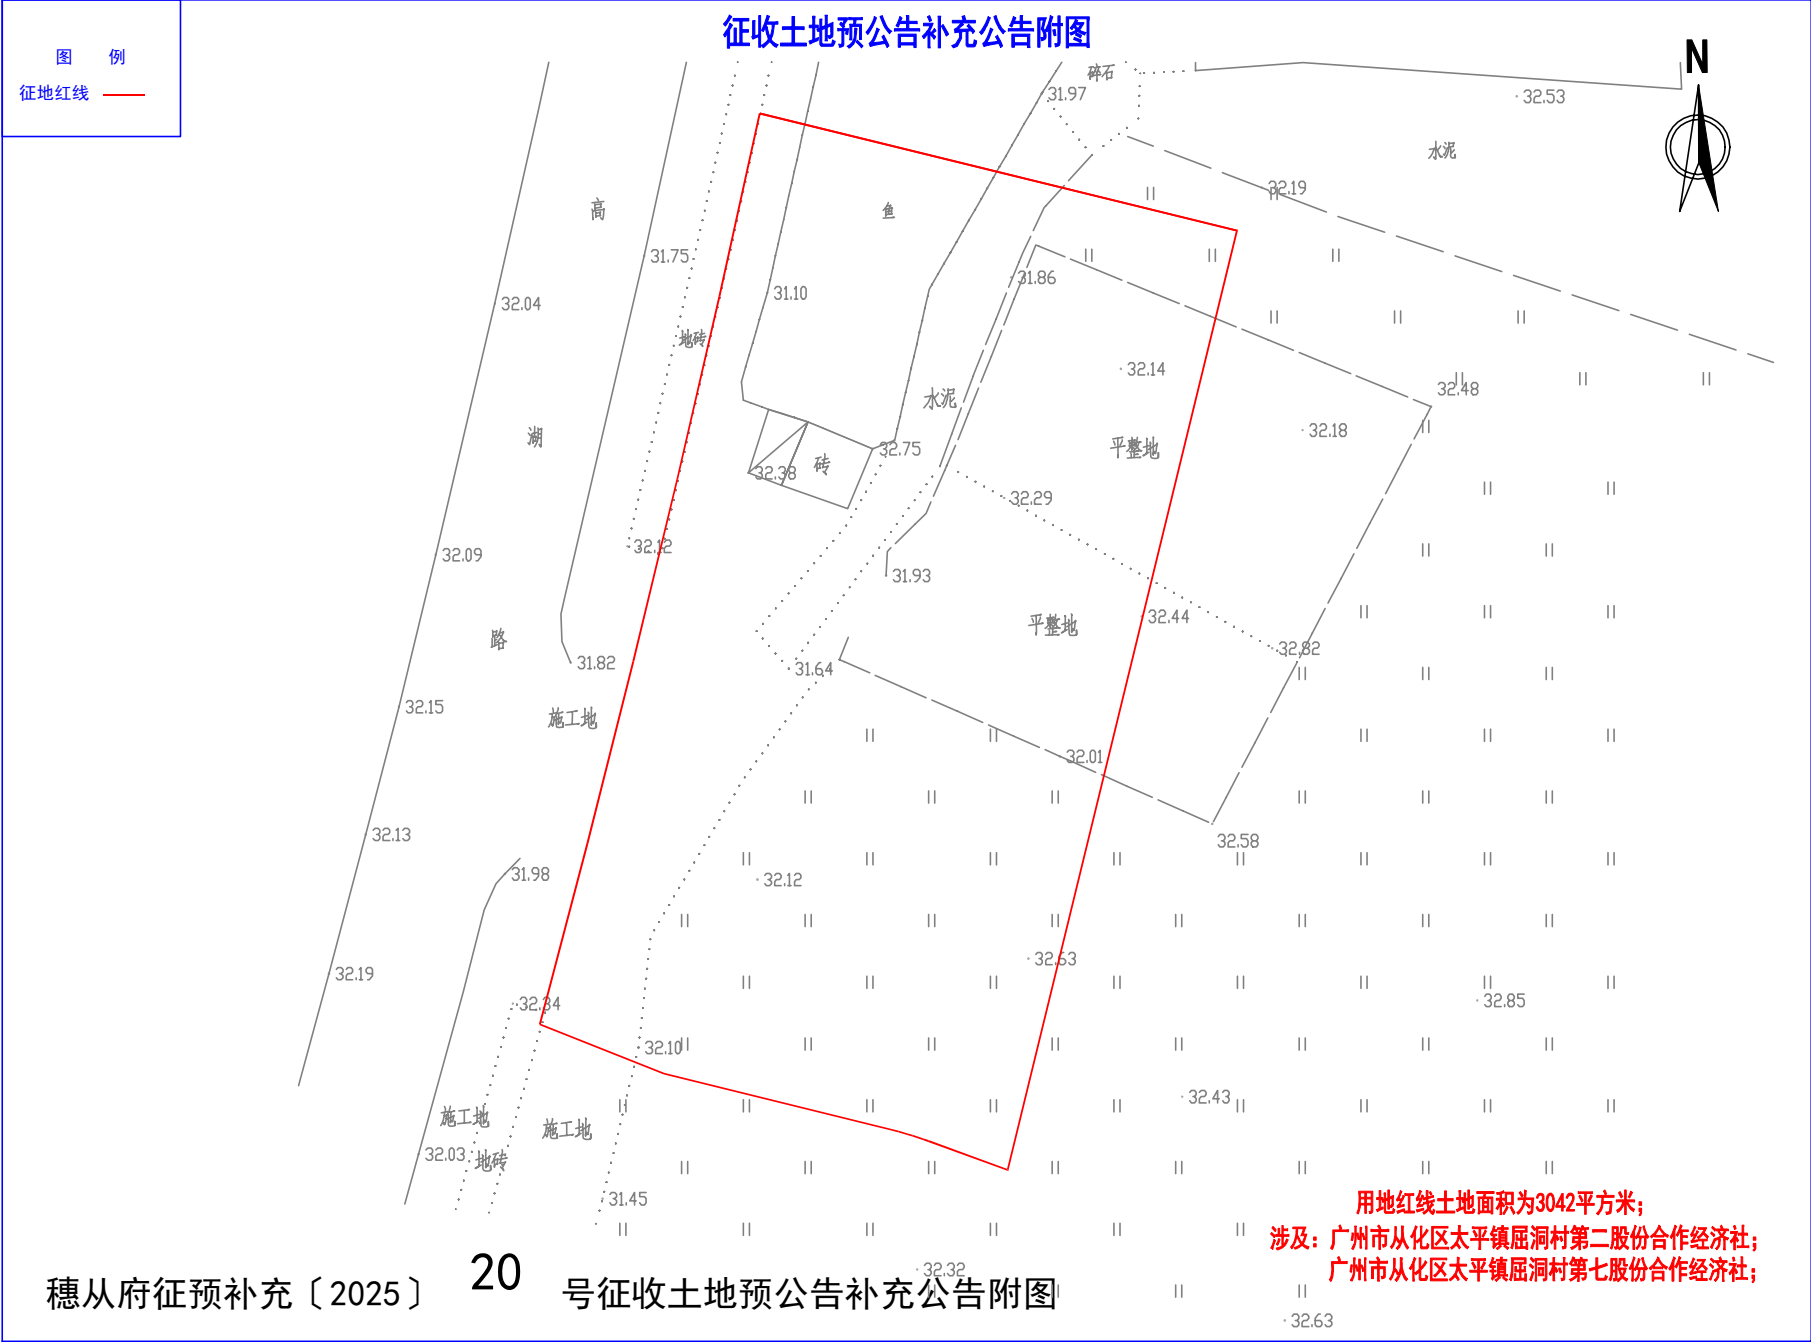 征收土地预公告补充公告附图
图 例
征地红线
N
碎石
31.97
32.53
水泥
32.19
高
鱼
31.75
31.86
31.10
32.04
地砖
32.14
32.48
水泥
32.18
湖
平整地
32.75
砖
32.38
32.29
32.12
32.09
31.93
32.44
平整地
路
32.82
31.82
31.64
32.15
施工地
32.01
32.13
32.58
31.98
32.12
32.63
32.19
32.85
32.34
32.10
32.43
施工地
施工地
32.03
地砖
31.45
用地红线土地面积为3042平方米；
涉及：广州市从化区太平镇屈洞村第二股份合作经济社；
广州市从化区太平镇屈洞村第七股份合作经济社；
32.32
穗从府征预补充〔2025〕 20 号征收土地预公告补充公告附图
32.63